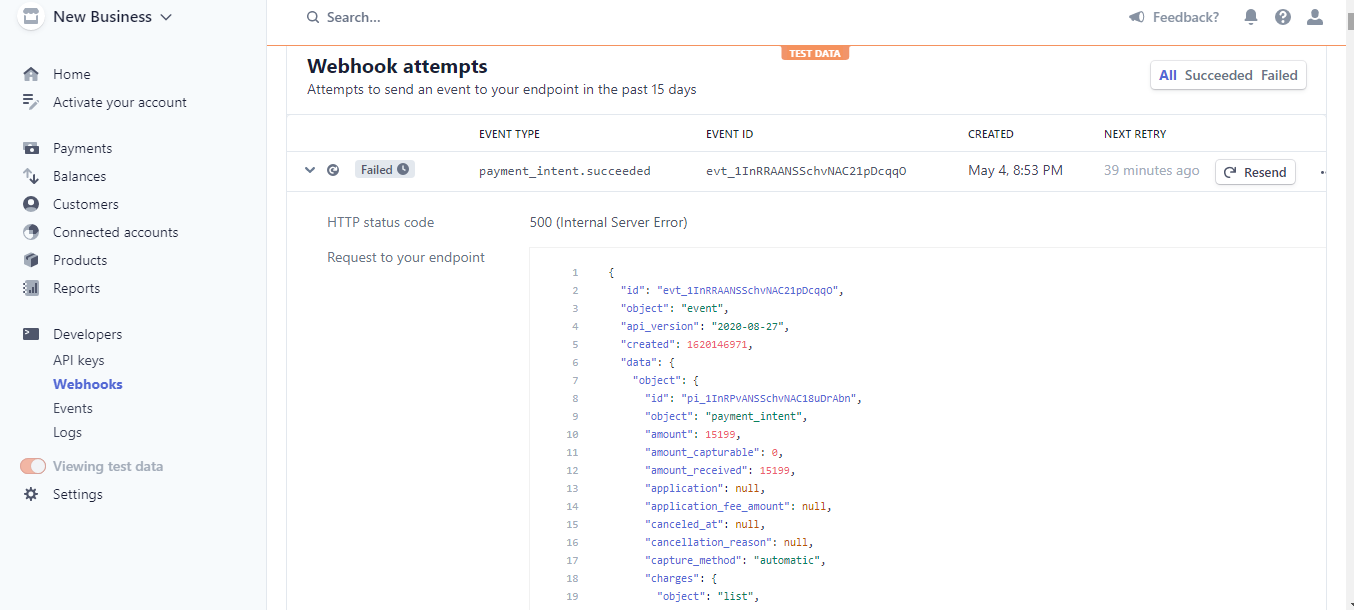 New Business
Search...
Feedback?
Home
Activate your account
Payments
Balances
Customers
Connected accounts
Products
Reports
Developers
API keys
Webhooks
Events
Logs
Viewing test data
Settings
TEST DATA
Webhook attempts
Attempts to send an event to your endpoint in the past 15 days
All Succeeded Failed
EVENT TYPE EVENT ID CREATED NEXT RETRY
Failed payment_intent.succeeded evt_1InRRAANSSchvNAC21pDcqqO May 4, 8:53 PM 39 minutes ago Resend
HTTP status code 500 (Internal Server Error)
Request to your endpoint
1 {
2 "id": "evt_1InRRAANSSchvNAC21pDcqqO",
3 "object": "event",
4 "api_version": "2020-08-27",
5 "created": 1620146971,
6 "data": {
7 "object": {
8 "id": "pi_1InRPvANSSchvNAC18uDrAbn",
9 "object": "payment_intent",
10 "amount": 15199,
11 "amount_capturable": 0,
12 "amount_received": 15199,
13 "application": null,
14 "application_fee_amount": null,
15 "canceled_at": null,
16 "cancellation_reason": null,
17 "capture_method": "automatic",
18 "charges": {
19 "object": "list",